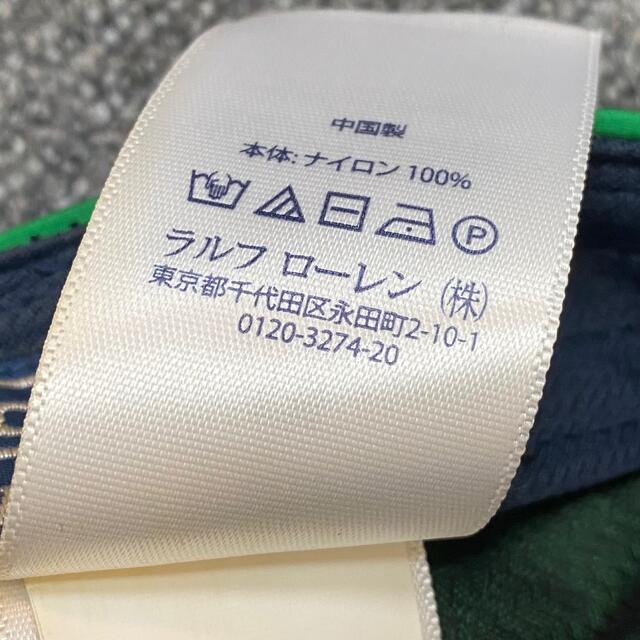 中国製
本体: ナイロン 100%
P
ラルフ ローレン (株)
東京都千代田区永田町2-10-1
0120-3274-20